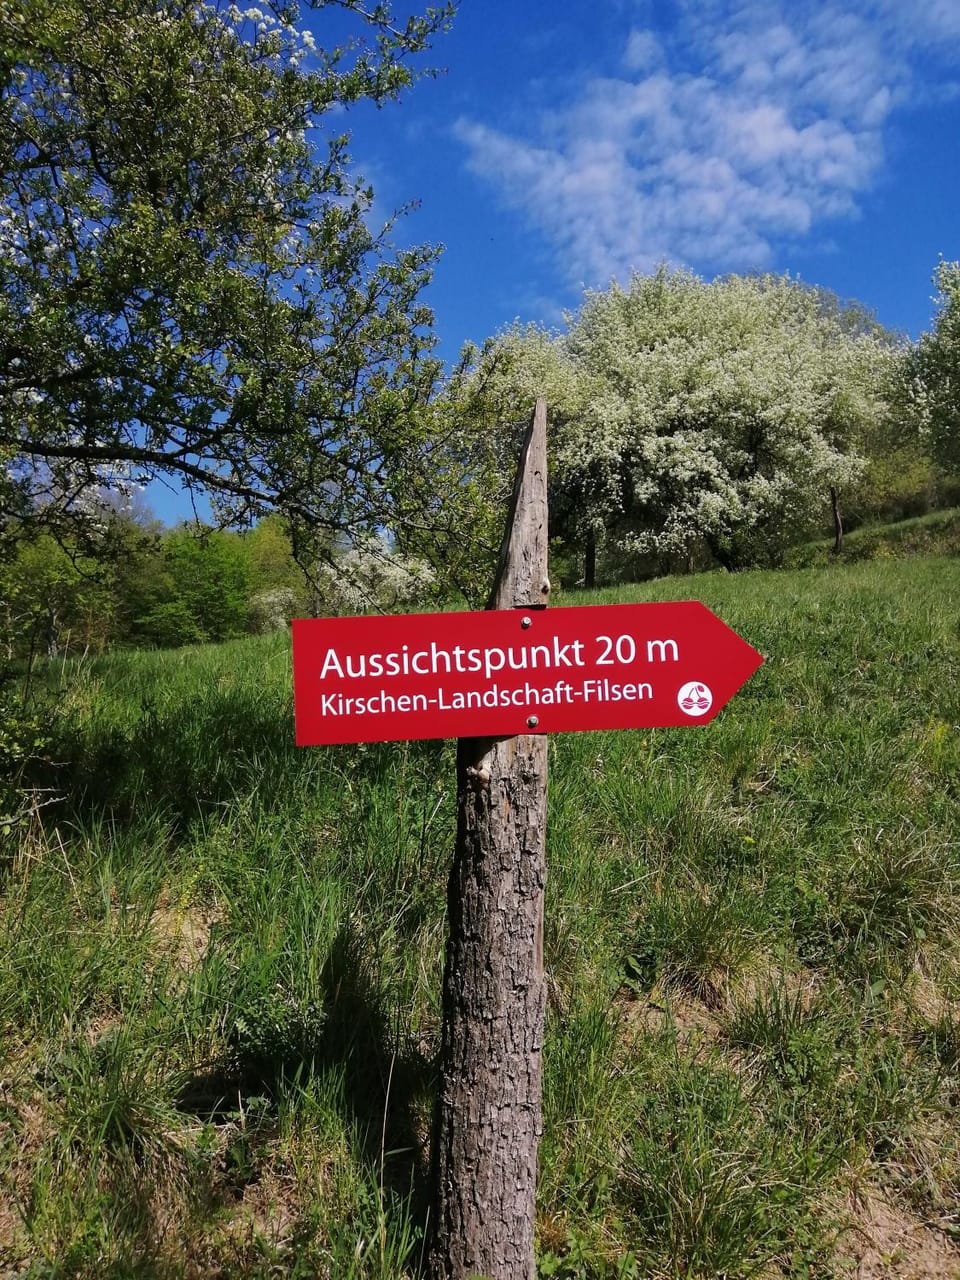 Aussichtspunkt 20 m
Kirschen-Landschaft-Filsen